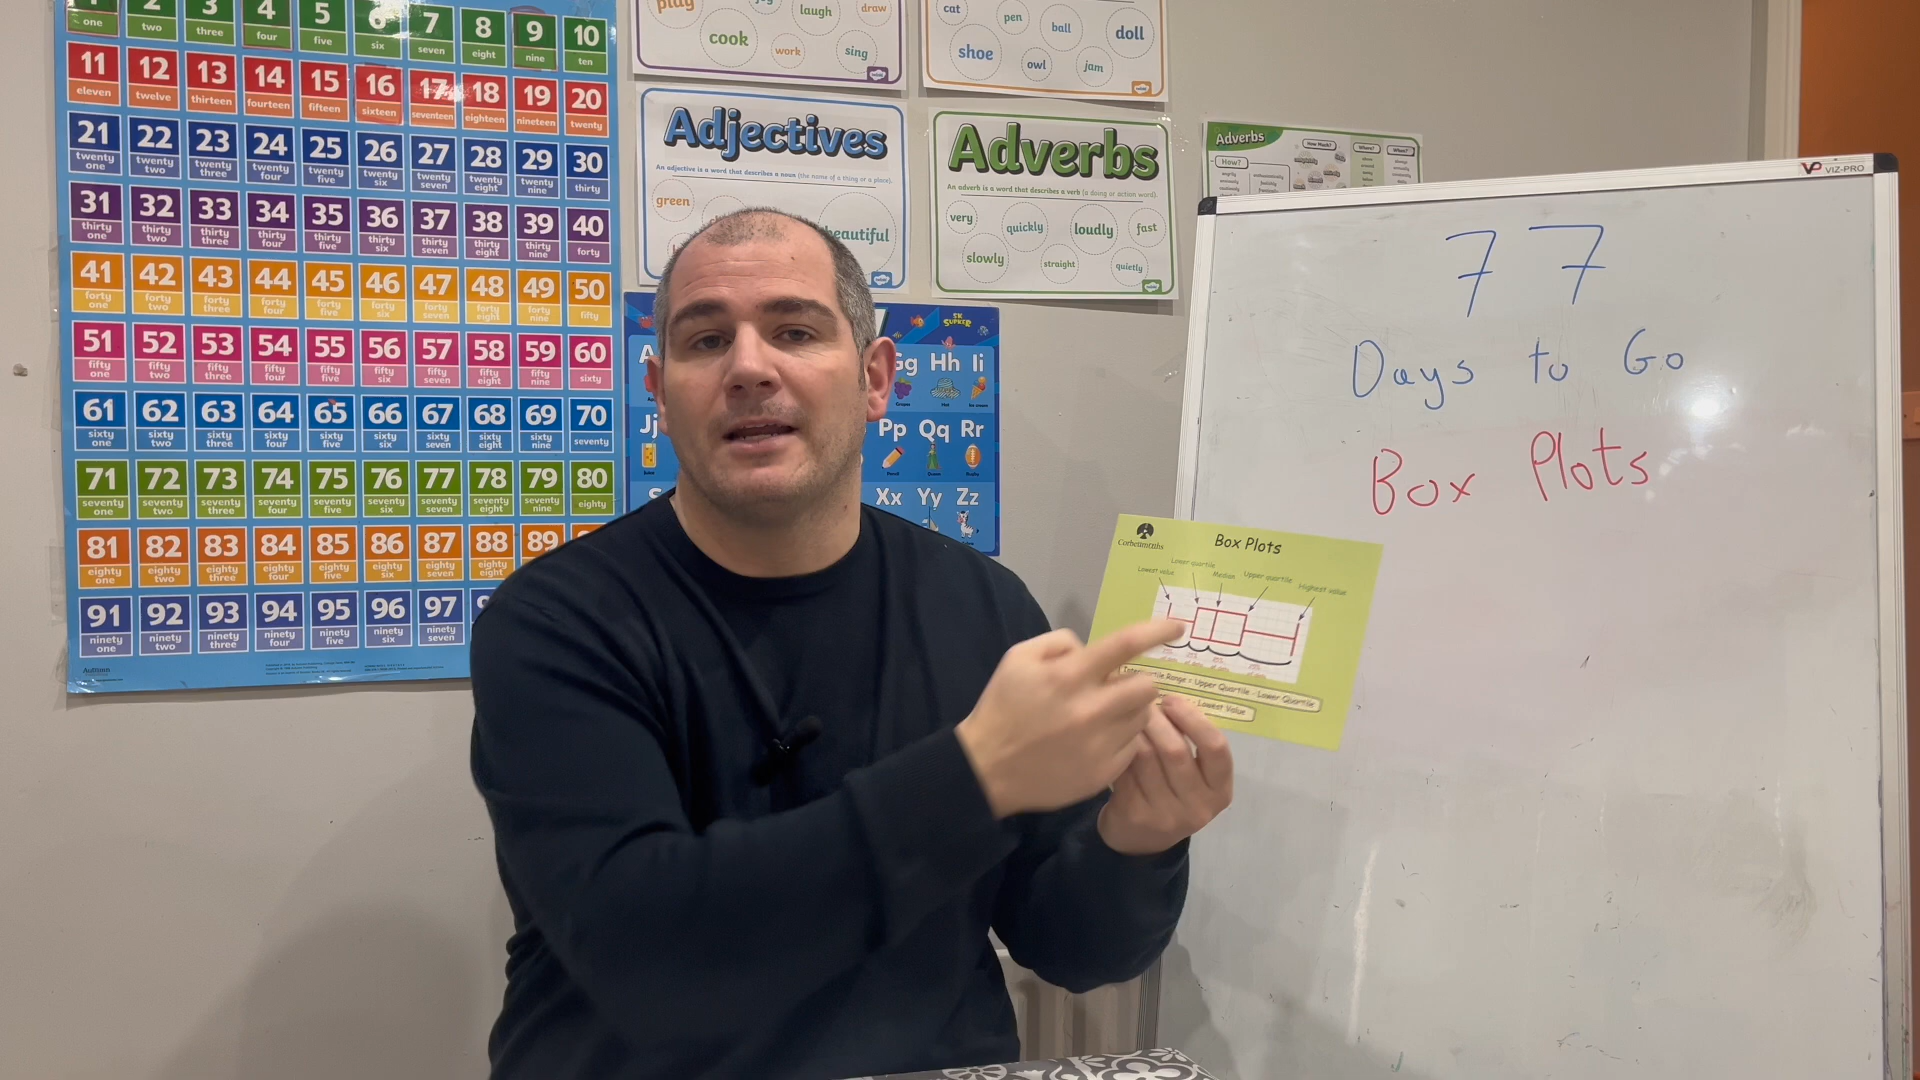 1 2 3 4 5 6 7 8 9 10
one two three four five six seven eight nine ten
11 12 13 14 15 16 17 18 19 20
eleven twelve thirteen fourteen fifteen sixteen seventeen eighteen nineteen twenty
21 22 23 24 25 26 27 28 29 30
twenty one twenty two twenty three twenty four twenty five twenty six twenty seven twenty eight twenty nine thirty
31 32 33 34 35 36 37 38 39 40
thirty one thirty two thirty three thirty four thirty five thirty six thirty seven thirty eight thirty nine forty
41 42 43 44 45 46 47 48 49 50
forty one forty two forty three forty four forty five forty six forty seven forty eight forty nine fifty
51 52 53 54 55 56 57 58 59 60
fifty one fifty two fifty three fifty four fifty five fifty six fifty seven fifty eight fifty nine sixty
61 62 63 64 65 66 67 68 69 70
sixty one sixty two sixty three sixty four sixty five sixty six sixty seven sixty eight sixty nine seventy
71 72 73 74 75 76 77 78 79 80
seventy one seventy two seventy three seventy four seventy five seventy six seventy seven seventy eight seventy nine eighty
81 82 83 84 85 86 87 88 89
eighty one eighty two eighty three eighty four eighty five eighty six eighty seven eighty eight
91 92 93 94 95 96 97
ninety one ninety two ninety three ninety four ninety five ninety six ninety seven
play laugh draw
cook work sing
cat pen ball doll
shoe owl jam
Adjectives
An adjective is a word that describes a noun (the name of a thing or a place).
green
beautiful
Adverbs
An adverb is a word that describes a verb (a doing or action word).
very quickly loudly fast
slowly straight quietly
Adverbs
How? How Much? Where? When?
SK SUPKER
Gg Hh Ii
Jj Pp Qq Rr
Xx Yy Zz
VP VIZ-PRO
77
Days to Go
Box Plots
Corbettmaths
Box Plots
Lowest value Lower quartile Median Upper quartile Highest value
Range = Upper Quartile - Lower Quartile
- Lowest Value